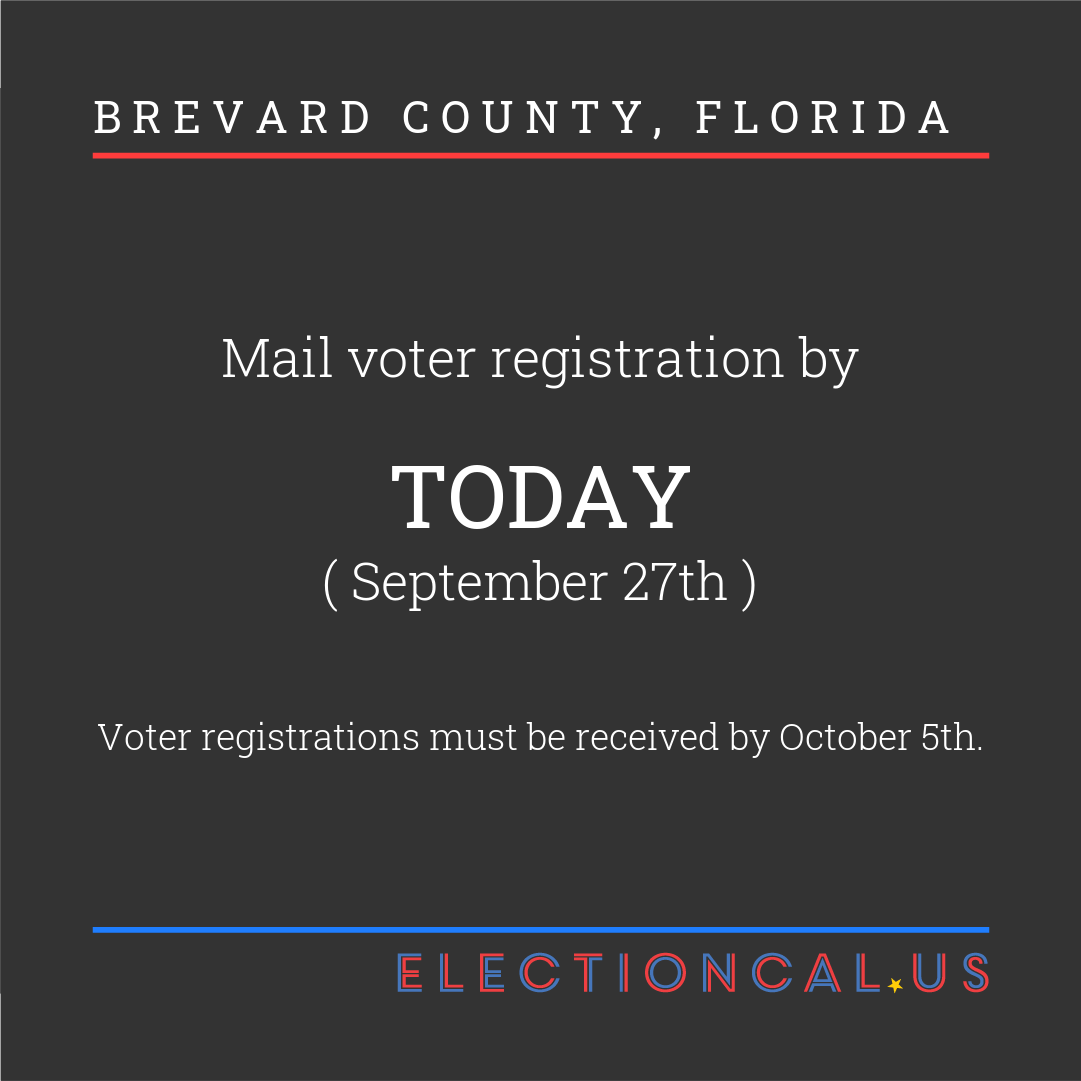 BREVARD COUNTY, FLORIDA
Mail voter registration by
TODAY
( September 27th )
Voter registrations must be received by October 5th.
ELECTIONCAL.US